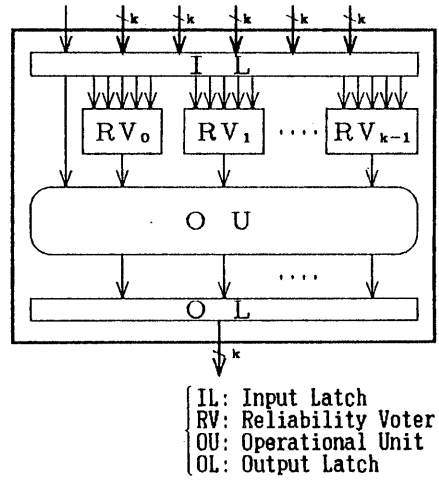 k k k k k
I L
RV₀ RV₁ ···· RVₖ₋₁
O U
····
O L
k
IL: Input Latch
RV: Reliability Voter
OU: Operational Unit
OL: Output Latch